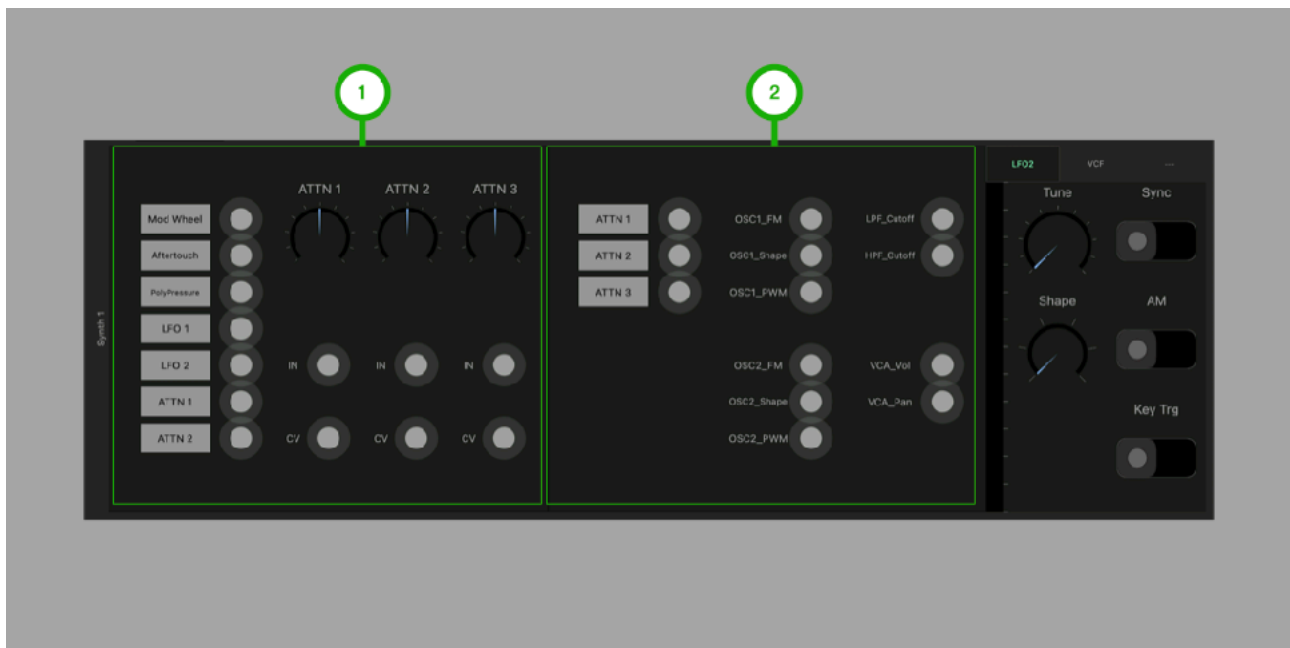 1
2
Synth 1
ATTN 1 ATTN 2 ATTN 3
Mod Wheel
Aftertouch
PolyPressure
LFO 1
LFO 2
ATTN 1
ATTN 2
IN IN IN
CV CV CV
ATTN 1
ATTN 2
ATTN 3
OSC1_FM
OSC1_Shape
OSC1_PWM
OSC2_FM
OSC2_Shape
OSC2_PWM
LPF_Cutoff
HPF_Cutoff
VCA_Vol
VCA_Pan
LFO2 VCF ---
Tune Sync
Shape AM
Key Trg